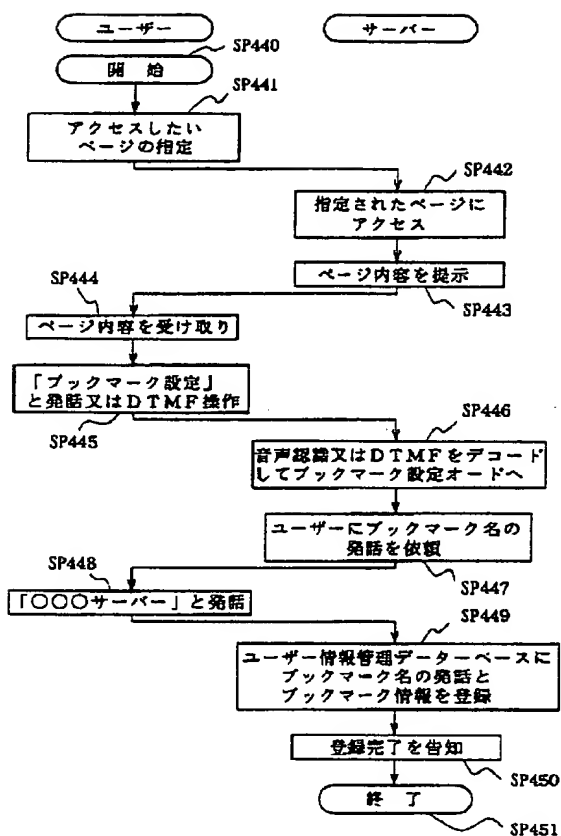 ユーザー
サーバー
SP440
開 始
SP441
アクセスしたい
ページの指定
SP442
指定されたページに
アクセス
SP444
ページ内容を提示
SP443
ページ内容を受け取り
「ブックマーク設定」
と発話又はDTMF操作
SP446
SP445
音声認識又はDTMFをデコード
してブックマーク設定オードへ
ユーザーにブックマーク名の
発話を依頼
SP448
SP447
「○○○サーバー」と発話
SP449
ユーザー情報管理データーベースに
ブックマーク名の発話と
ブックマーク情報を登録
登録完了を告知
SP450
終 了
SP451